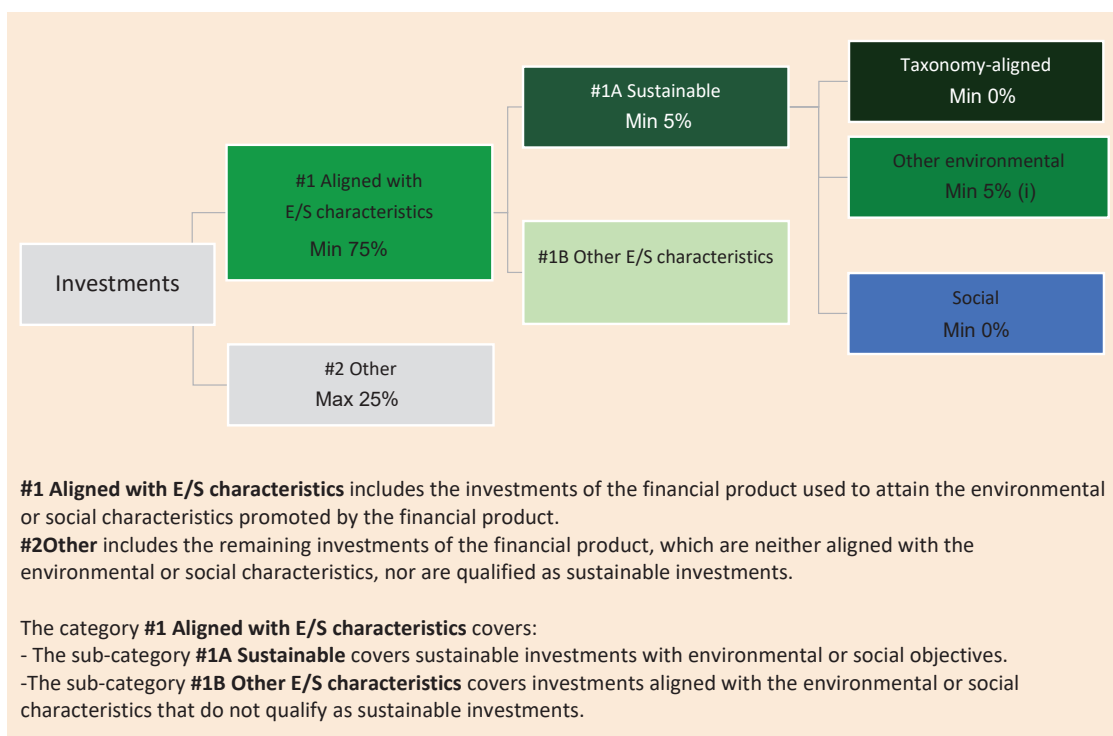 Investments
#1 Aligned with
E/S characteristics
Min 75%
#2 Other
Max 25%
#1A Sustainable
Min 5%
#1B Other E/S characteristics
Taxonomy-aligned
Min 0%
Other environmental
Min 5% (i)
Social
Min 0%
#1 Aligned with E/S characteristics includes the investments of the financial product used to attain the environmental
or social characteristics promoted by the financial product.
#2Other includes the remaining investments of the financial product, which are neither aligned with the
environmental or social characteristics, nor are qualified as sustainable investments.
The category #1 Aligned with E/S characteristics covers:
- The sub-category #1A Sustainable covers sustainable investments with environmental or social objectives.
-The sub-category #1B Other E/S characteristics covers investments aligned with the environmental or social
characteristics that do not qualify as sustainable investments.